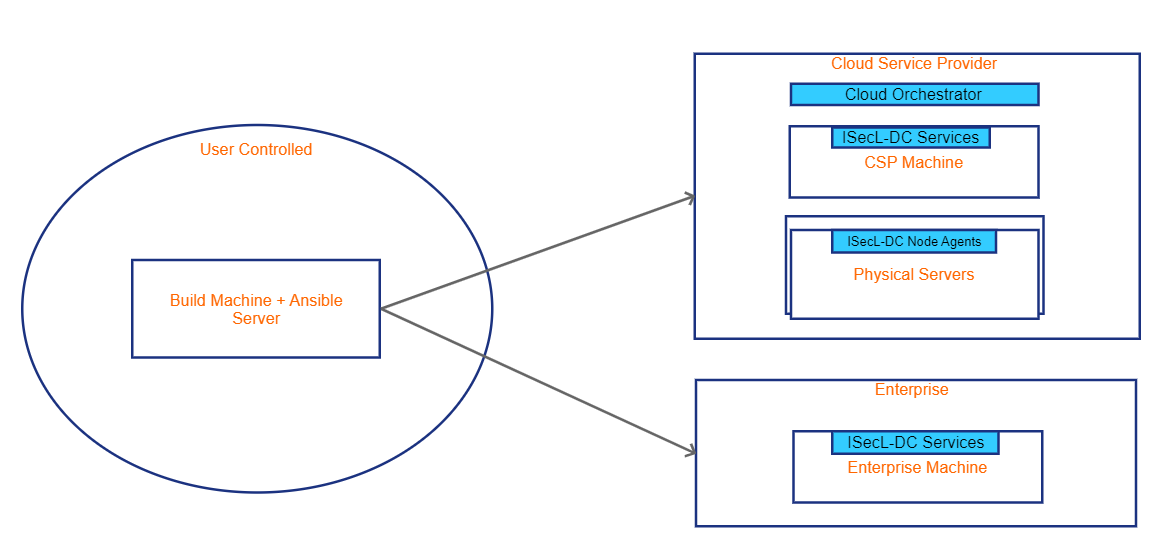 User Controlled
Build Machine + Ansible
Server
Cloud Service Provider
Cloud Orchestrator
ISecL-DC Services
CSP Machine
ISecL-DC Node Agents
Physical Servers
Enterprise
ISecL-DC Services
Enterprise Machine